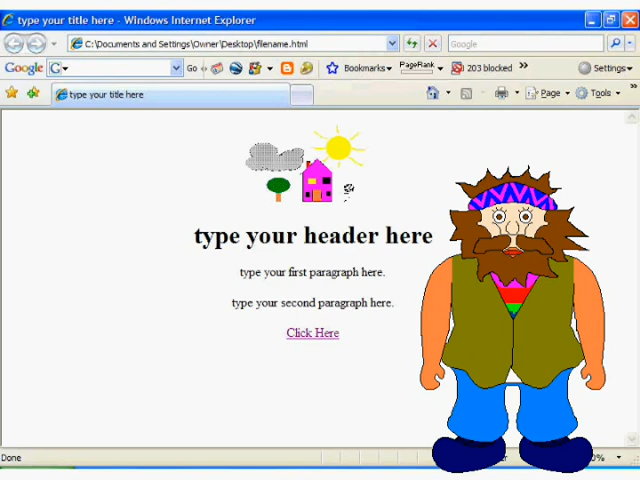 type your title here - Windows Internet Explorer
C:\Documents and Settings\Owner\Desktop\filename.html
Google
Google
G
Go
Bookmarks
PageRank
203 blocked
»
Settings
type your title here
Page
Tools
»
type your header here
type your first paragraph here.
type your second paragraph here.
Click Here
Done